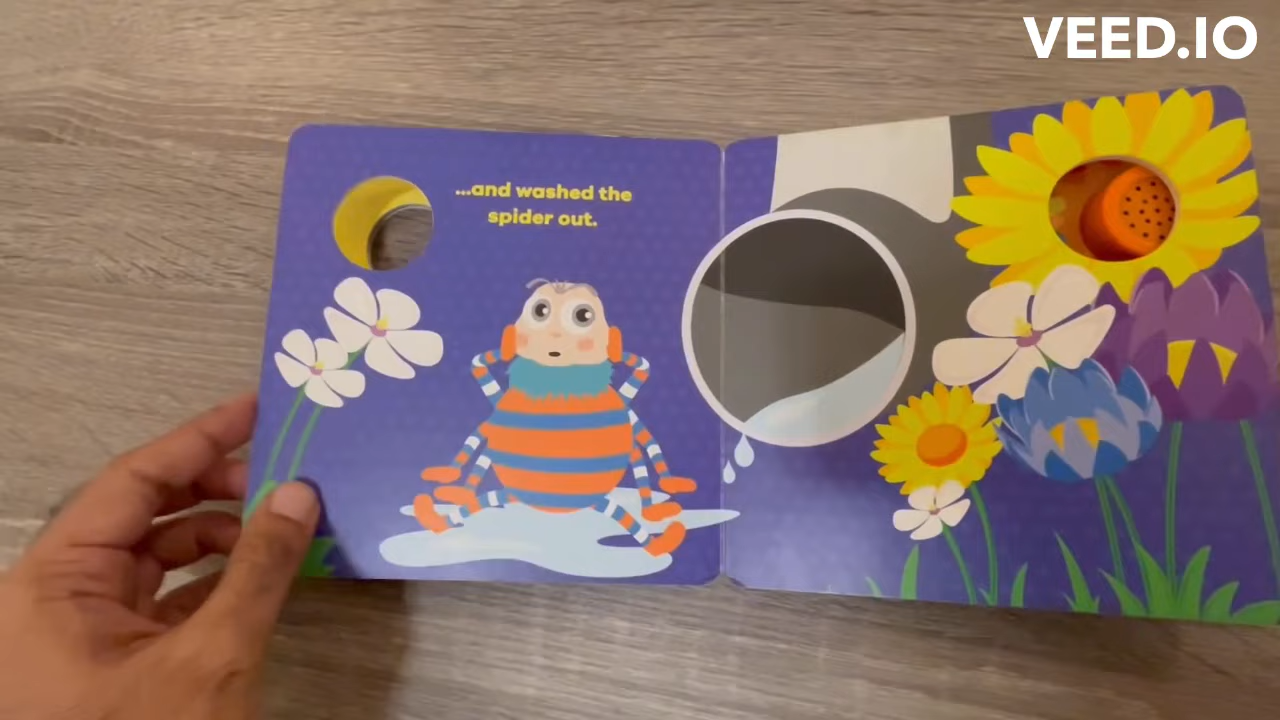 VEED.IO
...and washed the
spider out.